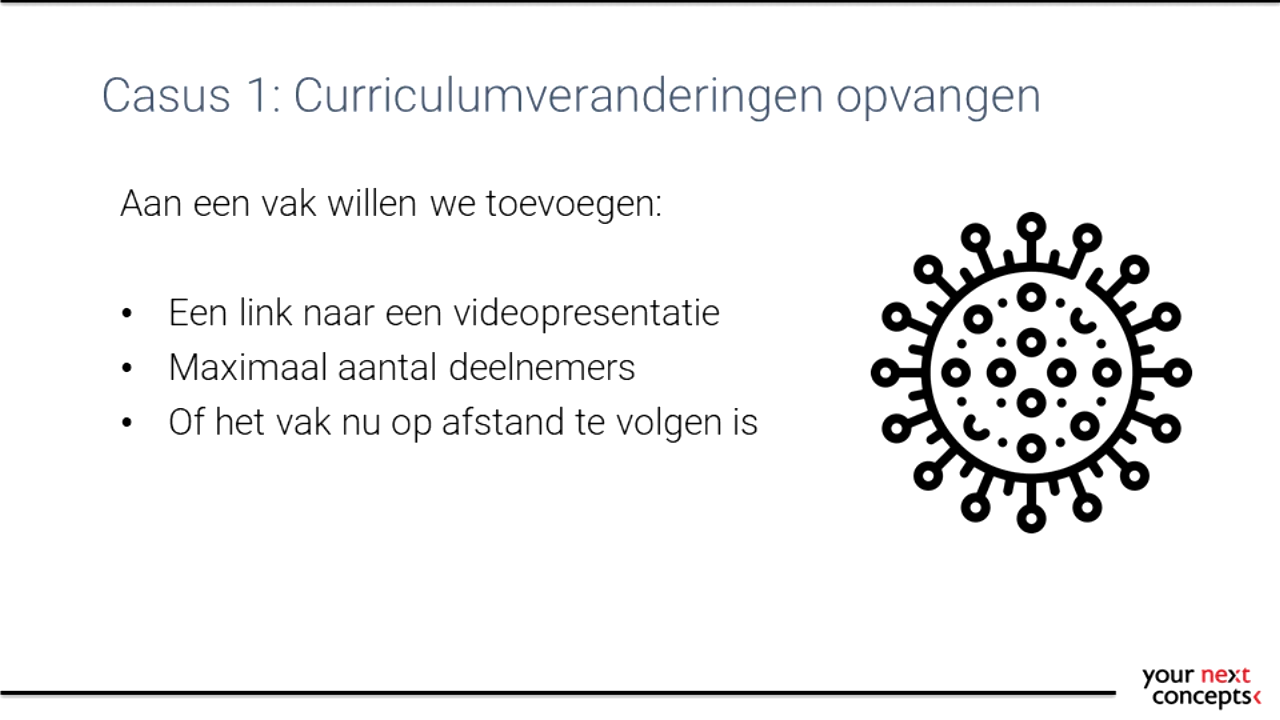 Casus 1: Curriculumveranderingen opvangen
Aan een vak willen we toevoegen:
• Een link naar een videopresentatie
• Maximaal aantal deelnemers
• Of het vak nu op afstand te volgen is
your next
concepts‹